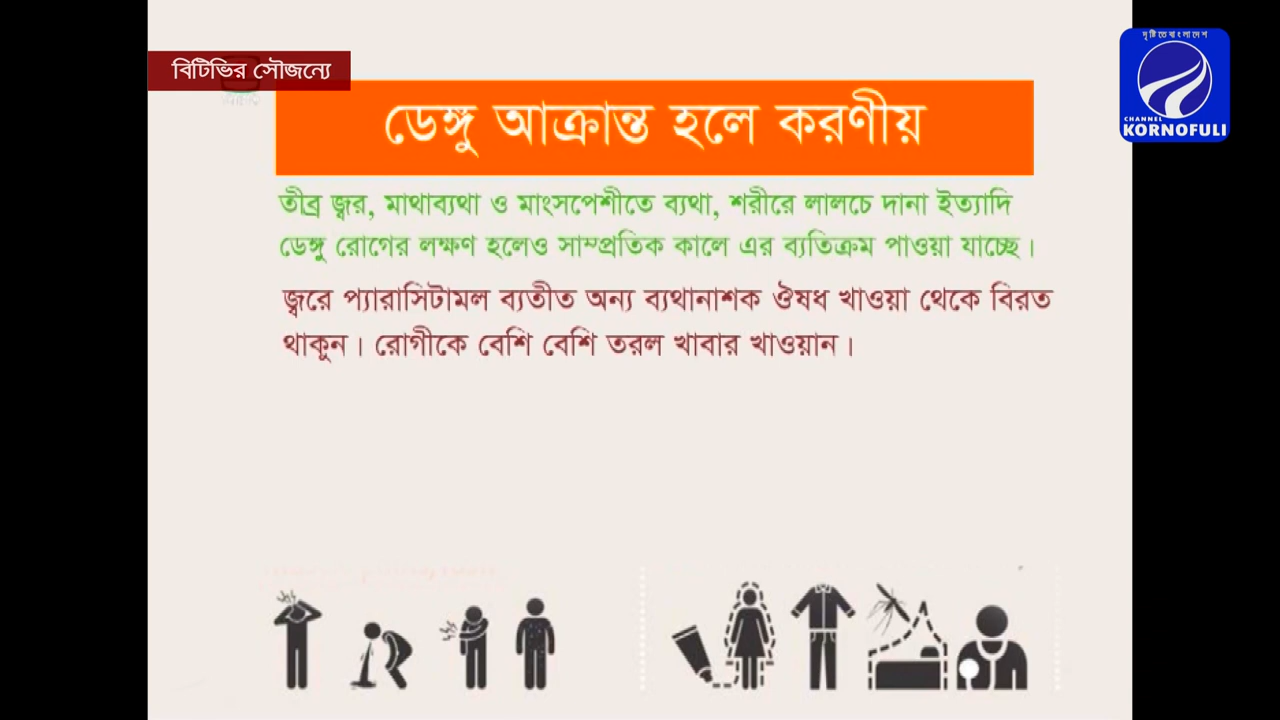 বিটিভির সৌজন্যে
দৃষ্টিতে বাংলাদেশ
CHANNEL
KORNOFULI
ডেঙ্গু আক্রান্ত হলে করণীয়
তীব্র জ্বর, মাথাব্যথা ও মাংসপেশীতে ব্যথা, শরীরে লালচে দানা ইত্যাদি
ডেঙ্গু রোগের লক্ষণ হলেও সাম্প্রতিক কালে এর ব্যতিক্রম পাওয়া যাচ্ছে।
জ্বরে প্যারাসিটামল ব্যতীত অন্য ব্যথানাশক ঔষধ খাওয়া থেকে বিরত
থাকুন। রোগীকে বেশি বেশি তরল খাবার খাওয়ান।